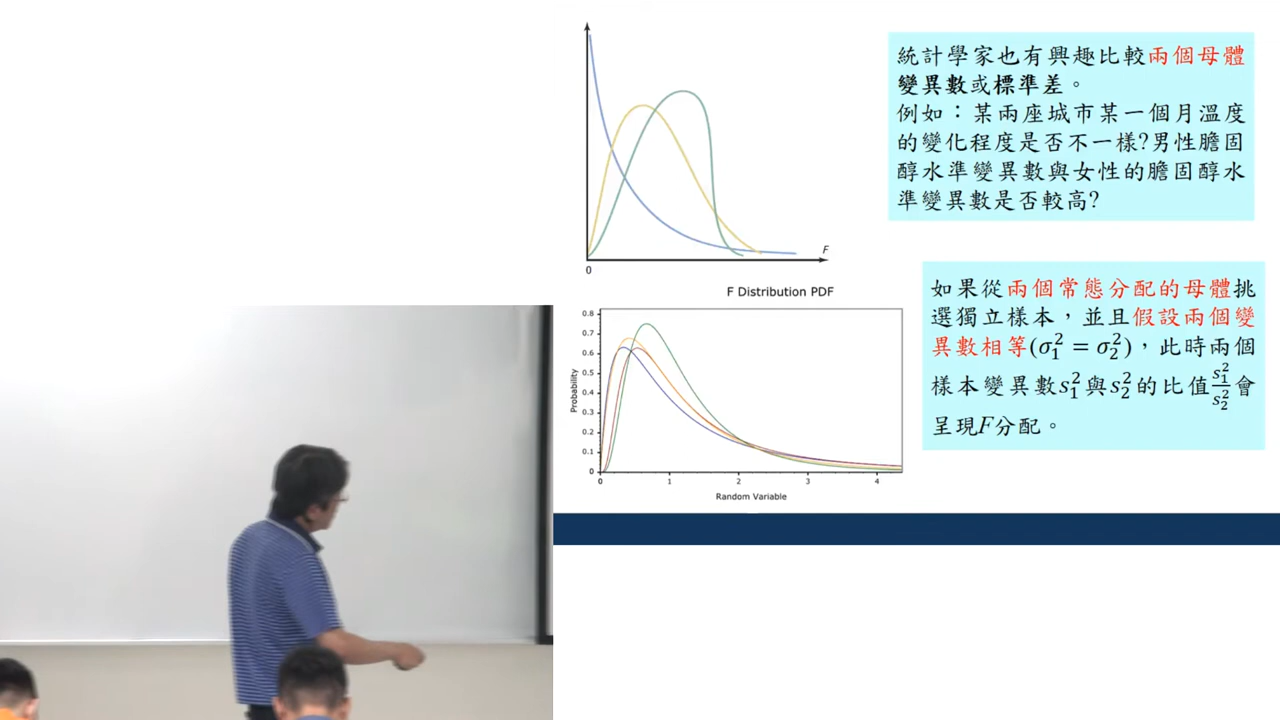 統計學家也有興趣比較兩個母體
變異數或標準差。
例如：某兩座城市某一個月溫度
的變化程度是否不一樣?男性膽固
醇水準變異數與女性的膽固醇水
準變異數是否較高?
F
0
F Distribution PDF
0.8
0.7
0.6
0.5
0.4
0.3
0.2
0.1
0
Probability
0 1 2 3 4
Random Variable
如果從兩個常態分配的母體挑
選獨立樣本，並且假設兩個變
異數相等(σ₁² = σ₂²)，此時兩個
樣本變異數s₁²與s₂²的比值s₁²/s₂²會
呈現F分配。